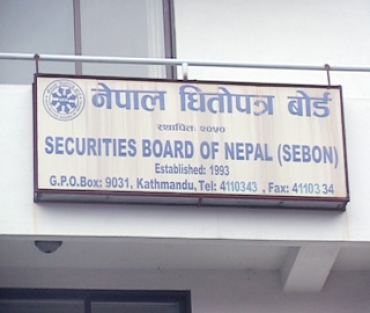 नेपाल धितोपत्र बोर्ड
स्थापितः २०५०
SECURITIES BOARD OF NEPAL (SEBON)
Established: 1993
G.P.O.Box: 9031, Kathmandu, Tel: 4110343 , Fax: 4110334